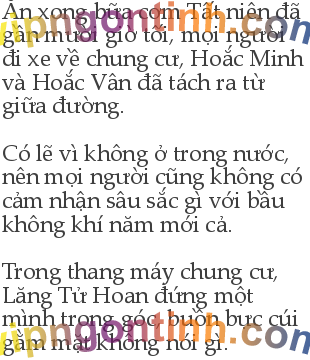 Ăn xong bữa cơm Tất niên đã
gần mười giờ tối, mọi người
đi xe về chung cư, Hoắc Minh
và Hoắc Vân đã tách ra từ
giữa đường.
Có lẽ vì không ở trong nước,
nên mọi người cũng không có
cảm nhận sâu sắc gì với bầu
không khí năm mới cả.
Trong thang máy chung cư,
Lăng Tử Hoan đứng một
mình trong góc, buồn bực cúi
gằm mặt không nói gì.
vipngontinh.com
vipngontinh.com